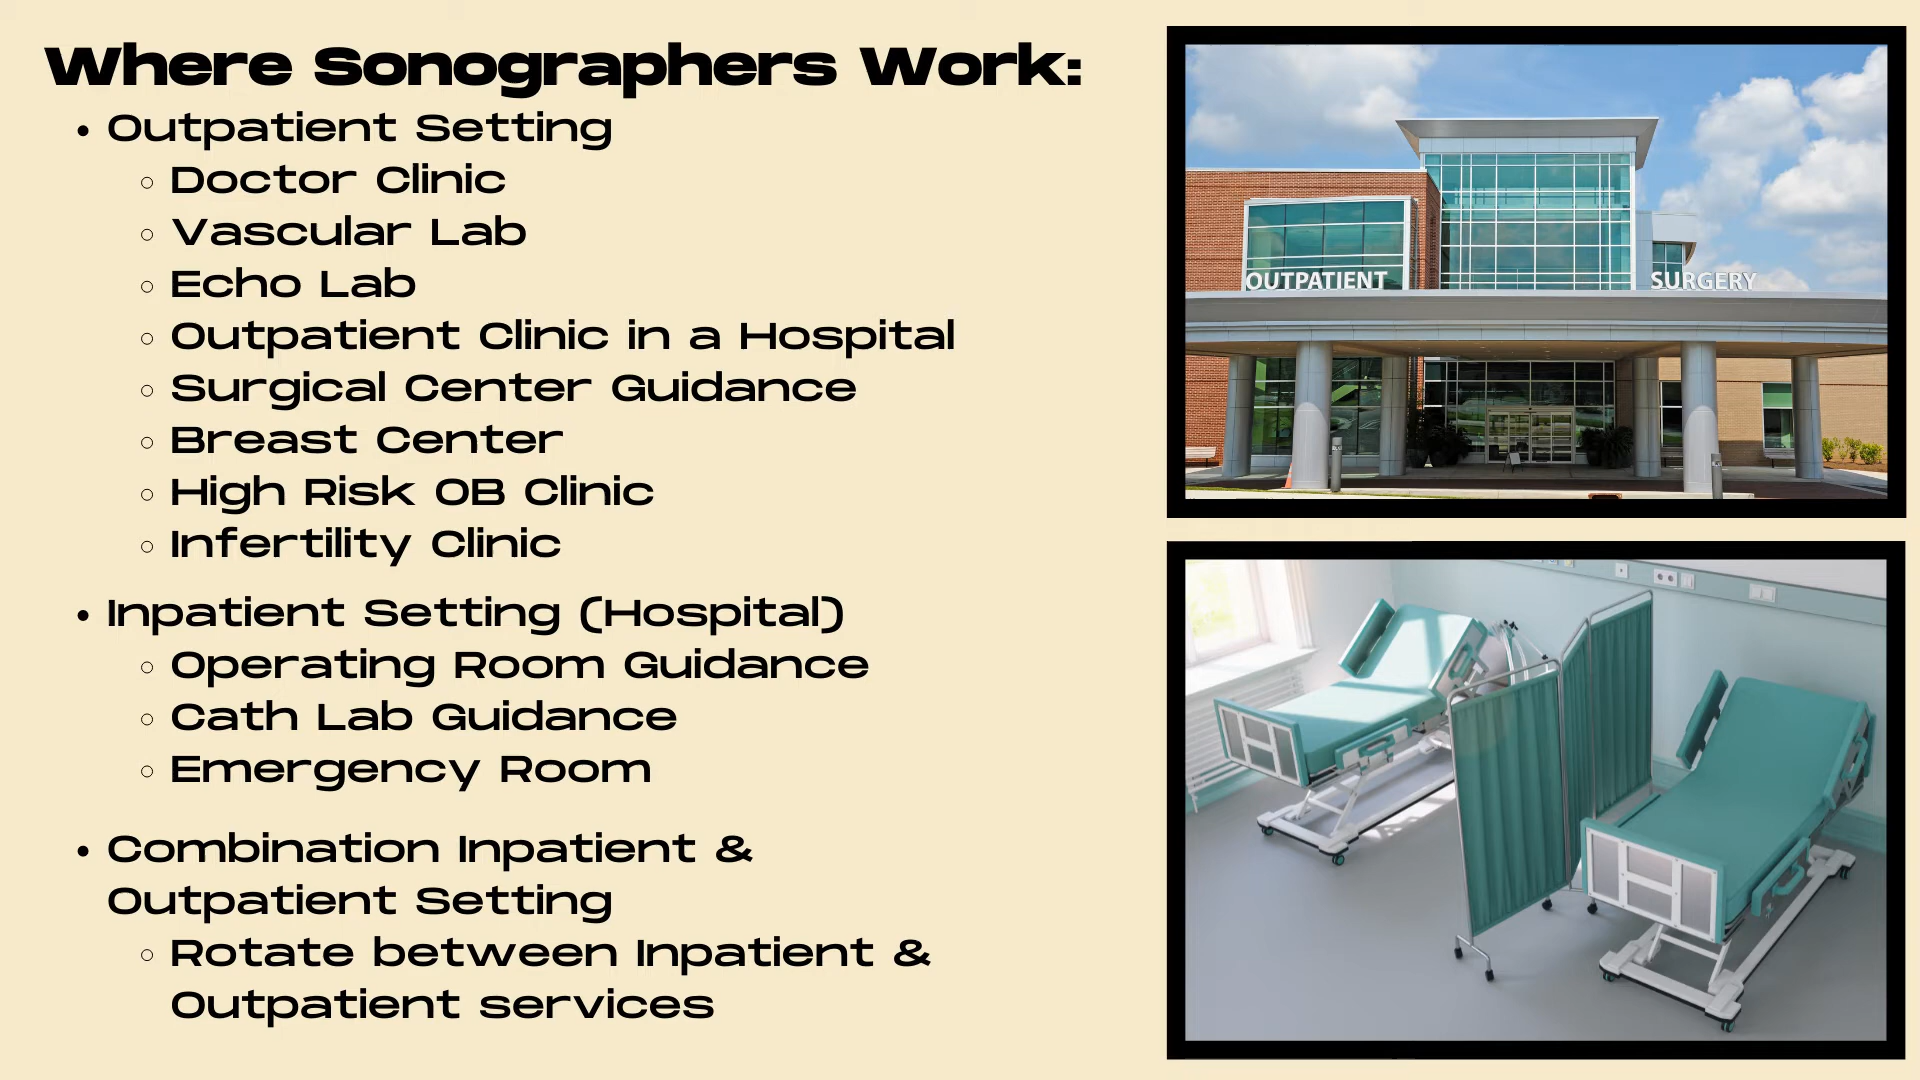 Where Sonographers Work:
• Outpatient Setting
◦ Doctor Clinic
◦ Vascular Lab
◦ Echo Lab
◦ Outpatient Clinic in a Hospital
◦ Surgical Center Guidance
◦ Breast Center
◦ High Risk OB Clinic
◦ Infertility Clinic
• Inpatient Setting (Hospital)
◦ Operating Room Guidance
◦ Cath Lab Guidance
◦ Emergency Room
• Combination Inpatient &
Outpatient Setting
◦ Rotate between Inpatient &
Outpatient services
OUTPATIENT
SURGERY